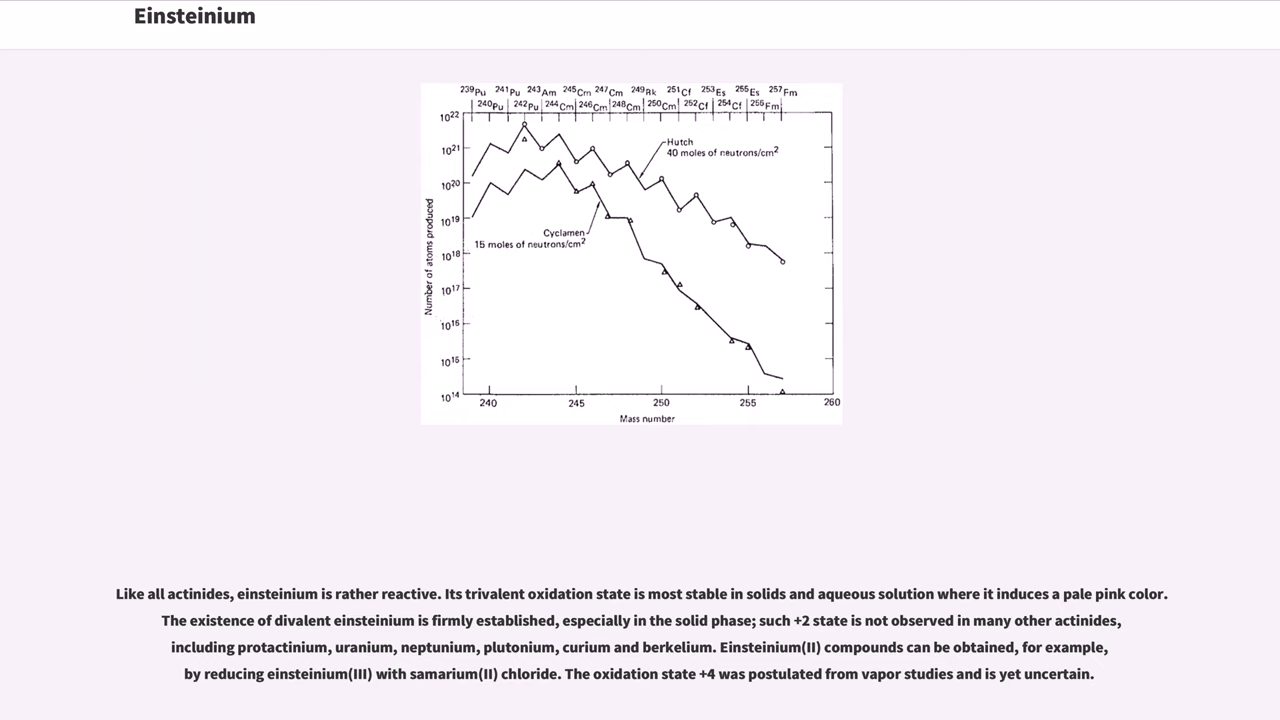 Einsteinium
239Pu 241Pu 243Am 245Cm 247Cm 249Bk 251Cf 253Es 255Es 257Fm
240Pu 242Pu 244Cm 246Cm 248Cm 250Cm 252Cf 254Cf 256Fm
10^22
10^21
10^20
10^19
10^18
10^17
10^16
10^15
10^14
Number of atoms produced
Hutch
40 moles of neutrons/cm2
Cyclamen
15 moles of neutrons/cm2
240 245 250 255 260
Mass number
Like all actinides, einsteinium is rather reactive. Its trivalent oxidation state is most stable in solids and aqueous solution where it induces a pale pink color.
The existence of divalent einsteinium is firmly established, especially in the solid phase; such +2 state is not observed in many other actinides,
including protactinium, uranium, neptunium, plutonium, curium and berkelium. Einsteinium(II) compounds can be obtained, for example,
by reducing einsteinium(III) with samarium(II) chloride. The oxidation state +4 was postulated from vapor studies and is yet uncertain.